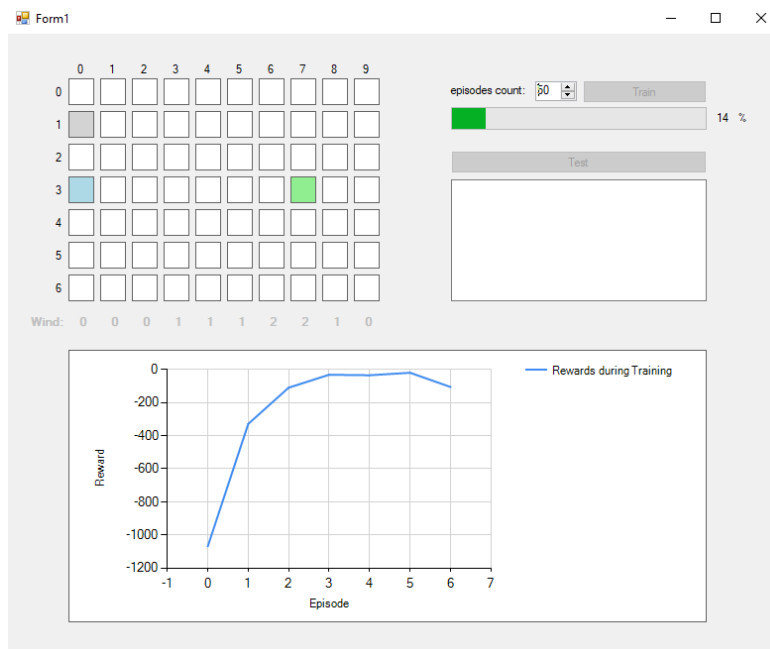 Form1
0 1 2 3 4 5 6 7 8 9
0
1
2
3
4
5
6
Wind: 0 0 0 1 1 1 2 2 1 0
episodes count: 50 Train
14 %
Test
0
-200
-400
-600
-800
-1000
-1200
-1 0 1 2 3 4 5 6 7
Reward
Episode
Rewards during Training